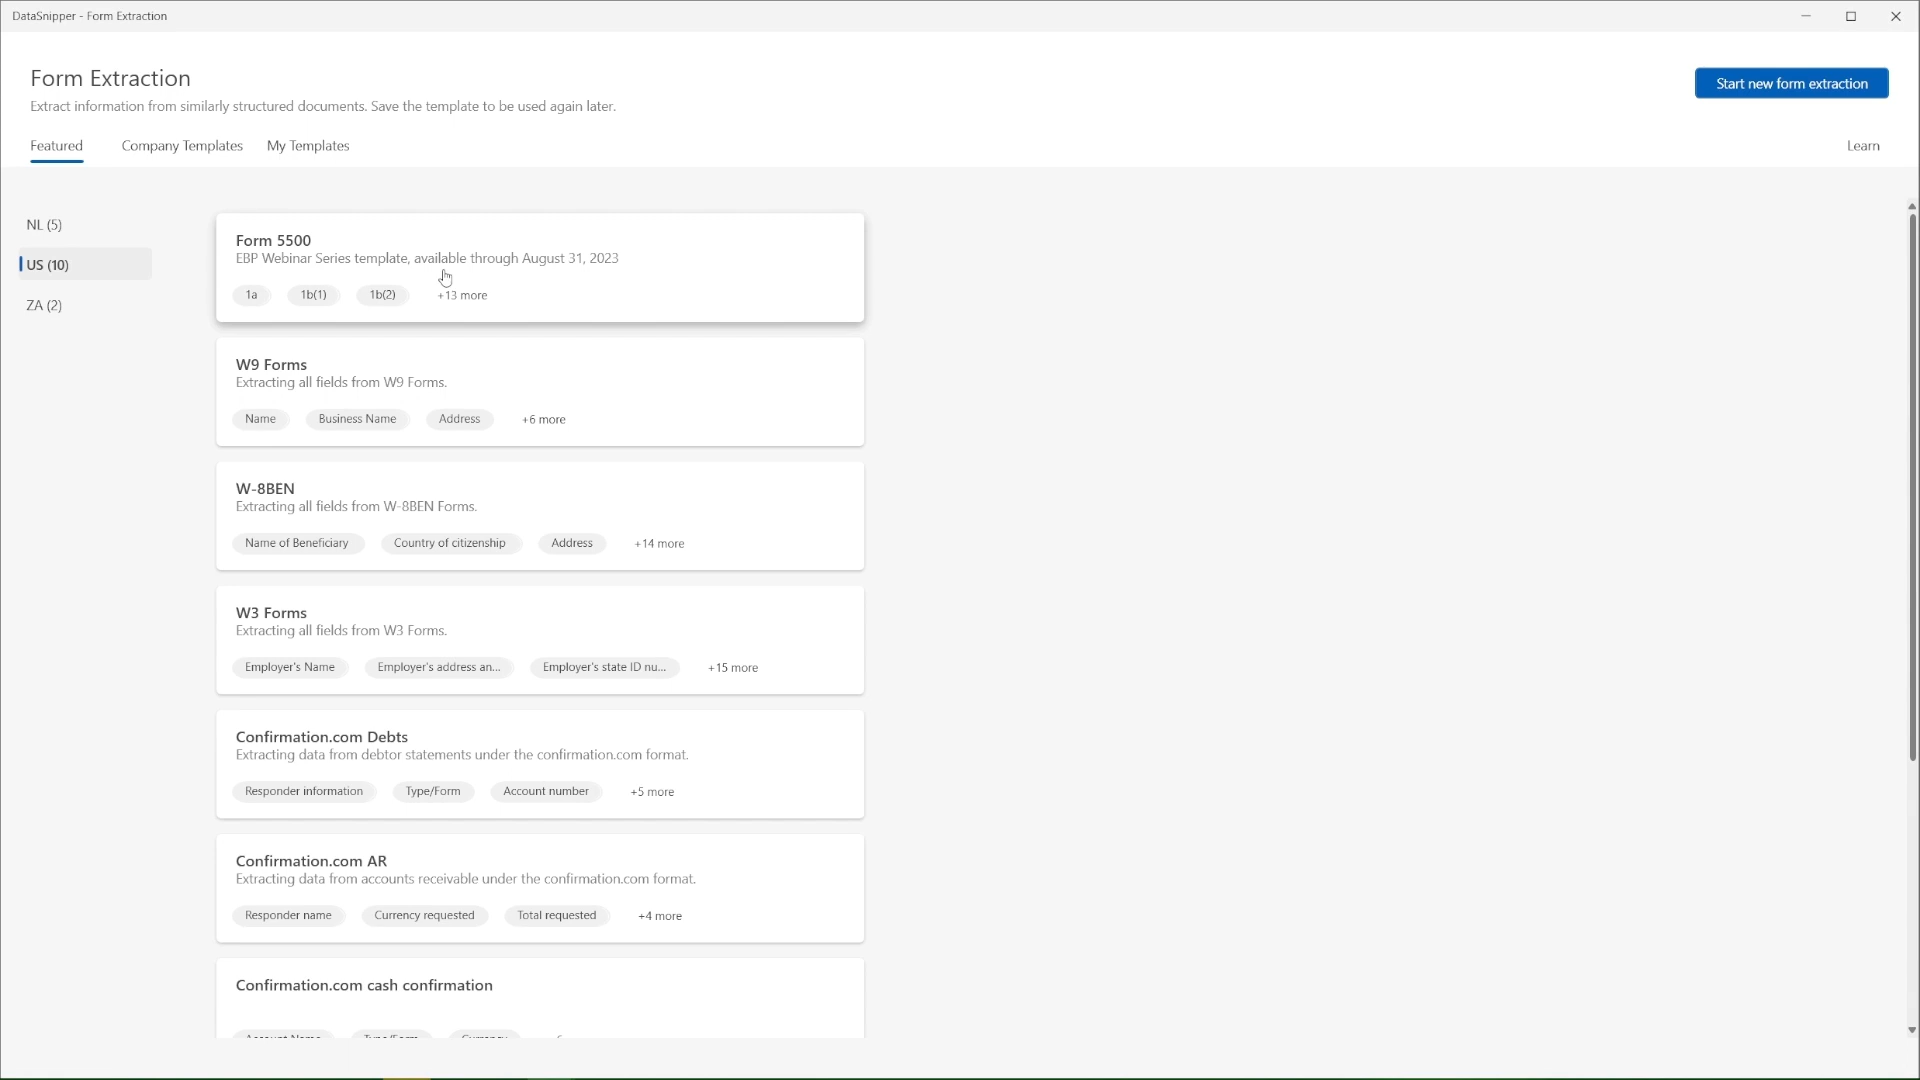 DataSnipper - Form Extraction
Form Extraction
Start new form extraction
Extract information from similarly structured documents. Save the template to be used again later.
Featured
Company Templates
My Templates
Learn
NL (5)
US (10)
ZA (2)
Form 5500
EBP Webinar Series template, available through August 31, 2023
1a 1b(1) 1b(2) +13 more
W9 Forms
Extracting all fields from W9 Forms.
Name Business Name Address +6 more
W-8BEN
Extracting all fields from W-8BEN Forms.
Name of Beneficiary Country of citizenship Address +14 more
W3 Forms
Extracting all fields from W3 Forms.
Employer's Name Employer's address an... Employer's state ID nu... +15 more
Confirmation.com Debts
Extracting data from debtor statements under the confirmation.com format.
Responder information Type/Form Account number +5 more
Confirmation.com AR
Extracting data from accounts receivable under the confirmation.com format.
Responder name Currency requested Total requested +4 more
Confirmation.com cash confirmation
Account Name Type/Form Currency